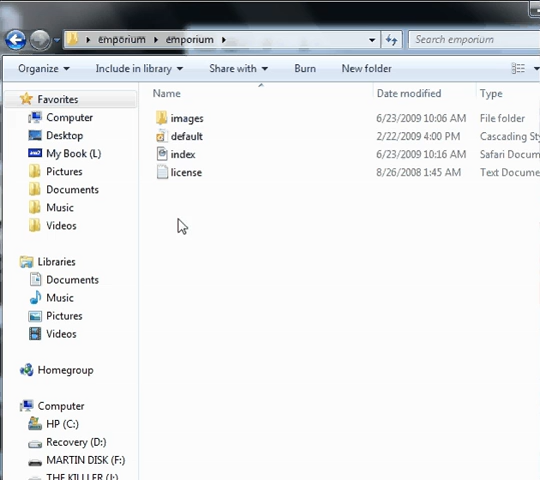 emporium emporium Search emporium
Organize Include in library Share with Burn New folder
Name Date modified Type
images 6/23/2009 10:06 AM File folder
default 2/22/2009 4:00 PM Cascading Sty
index 6/23/2009 10:16 AM Safari Docum
license 8/26/2008 1:45 AM Text Docume
Favorites
Computer
Desktop
My Book (L)
Pictures
Documents
Music
Videos
Libraries
Documents
Music
Pictures
Videos
Homegroup
Computer
HP (C:)
Recovery (D:)
MARTIN DISK (F:)